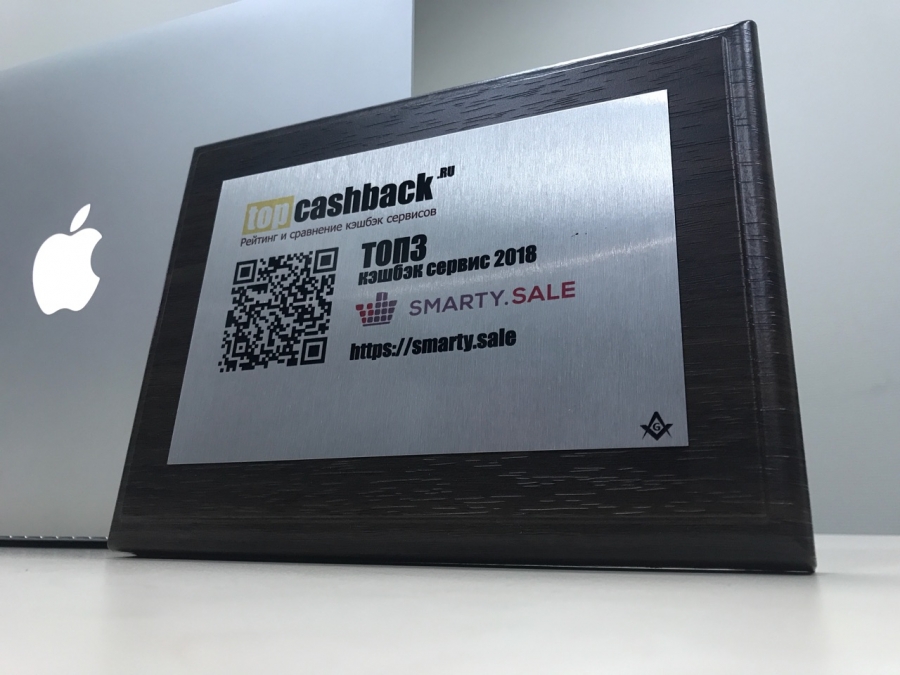 topcashback.RU
Рейтинг и сравнение кэшбэк сервисов
ТОП3
кэшбэк сервис 2018
SMARTY.SALE
https://smarty.sale
G